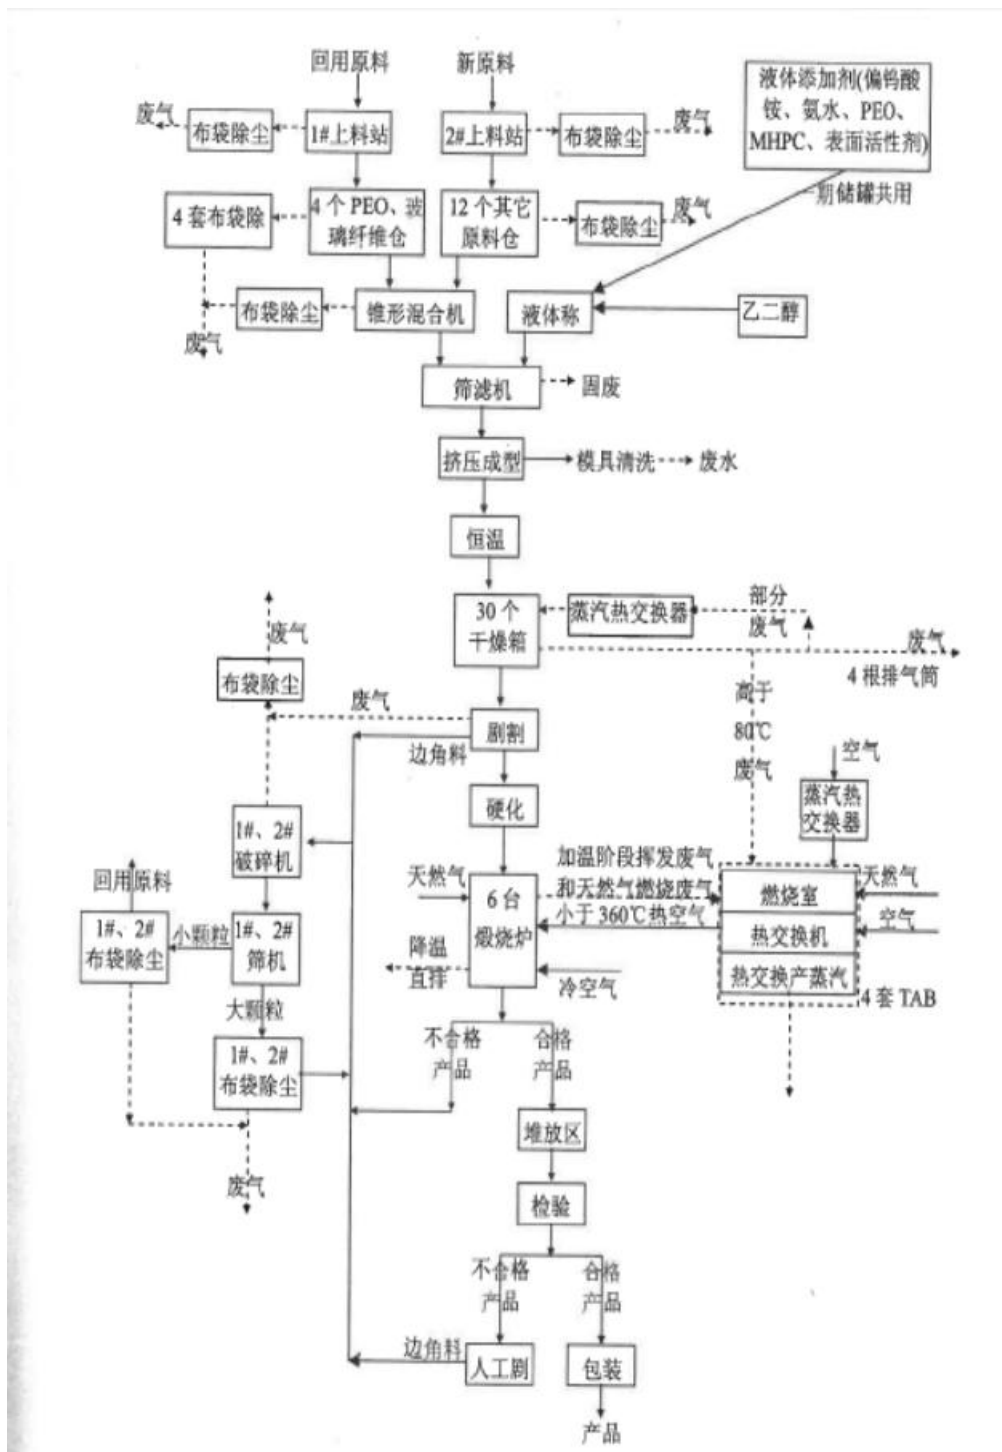 回用原料
新原料
液体添加剂(偏钨酸
铵、氨水、PEO、
MHPC、表面活性剂)
废气
布袋除尘
1#上料站
2#上料站
布袋除尘
废气
一期储罐共用
4套布袋除
4个PEO、玻
璃纤维仓
12个其它
原料仓
布袋除尘
废气
布袋除尘
锥形混合机
液体称
乙二醇
废气
筛滤机
固废
挤压成型
模具清洗
废水
恒温
30个
干燥箱
蒸汽热交换器
部分
废气
废气
4根排气筒
废气
布袋除尘
高于
80℃
废气
废气
剧割
边角料
空气
蒸汽热
交换器
硬化
1#、2#
破碎机
天然气
6台
煅烧炉
加温阶段挥发废气
和天然气燃烧废气
小于360℃热空气
燃烧室
天然气
热交换机
空气
热交换产蒸汽
4套TAB
回用原料
1#、2#
布袋除尘
小颗粒
1#、2#
筛机
降温
直排
冷空气
大颗粒
1#、2#
布袋除尘
不合格
产品
合格
产品
堆放区
废气
检验
不合格
产品
合格
产品
边角料
人工剧
包装
产品